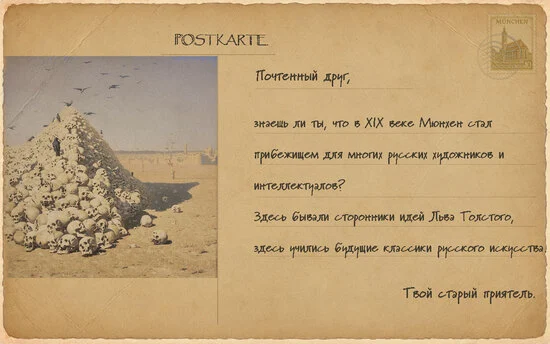 MÜNCHEN
POSTKARTE
Почтенный друг,
знаешь ли ты, что в XIX веке Мюнхен стал
прибежищем для многих русских художников и
интеллектуалов?
Здесь бывали сторонники идей Льва Толстого,
здесь учились будущие классики русского искусства.
Твой старый приятель.